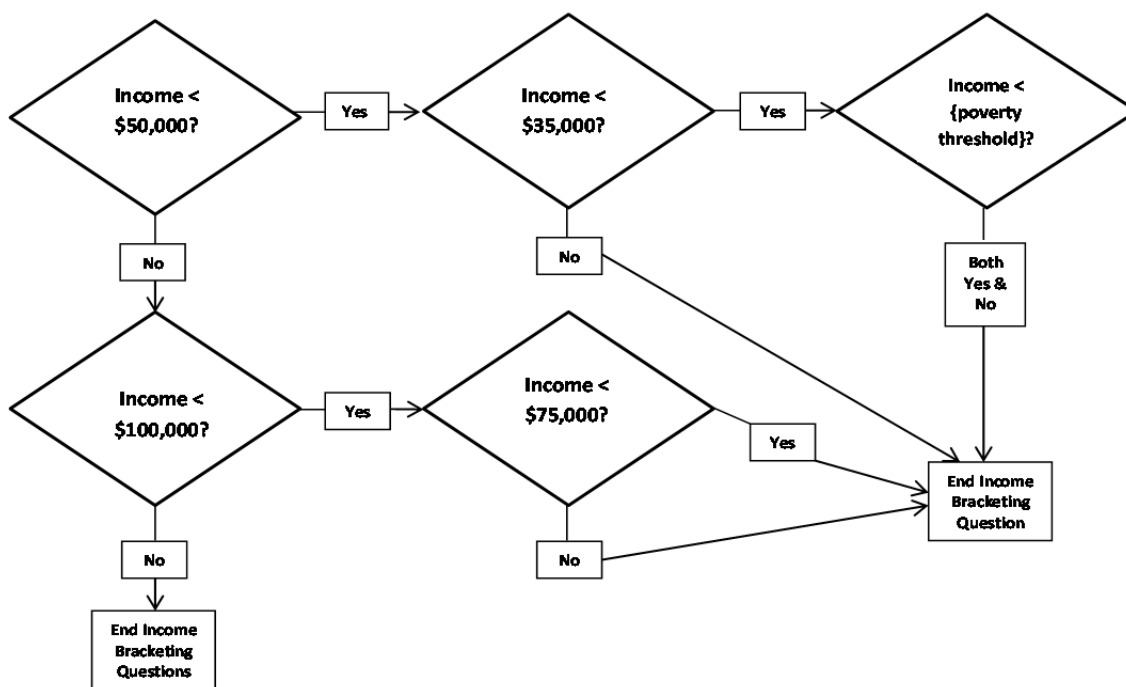 Income <
$50,000?
Yes
Income <
$35,000?
Yes
Income <
{poverty
threshold}?
No
No
Both
Yes &
No
Income <
$100,000?
Yes
Income <
$75,000?
Yes
End Income
Bracketing
Question
No
No
End Income
Bracketing
Questions